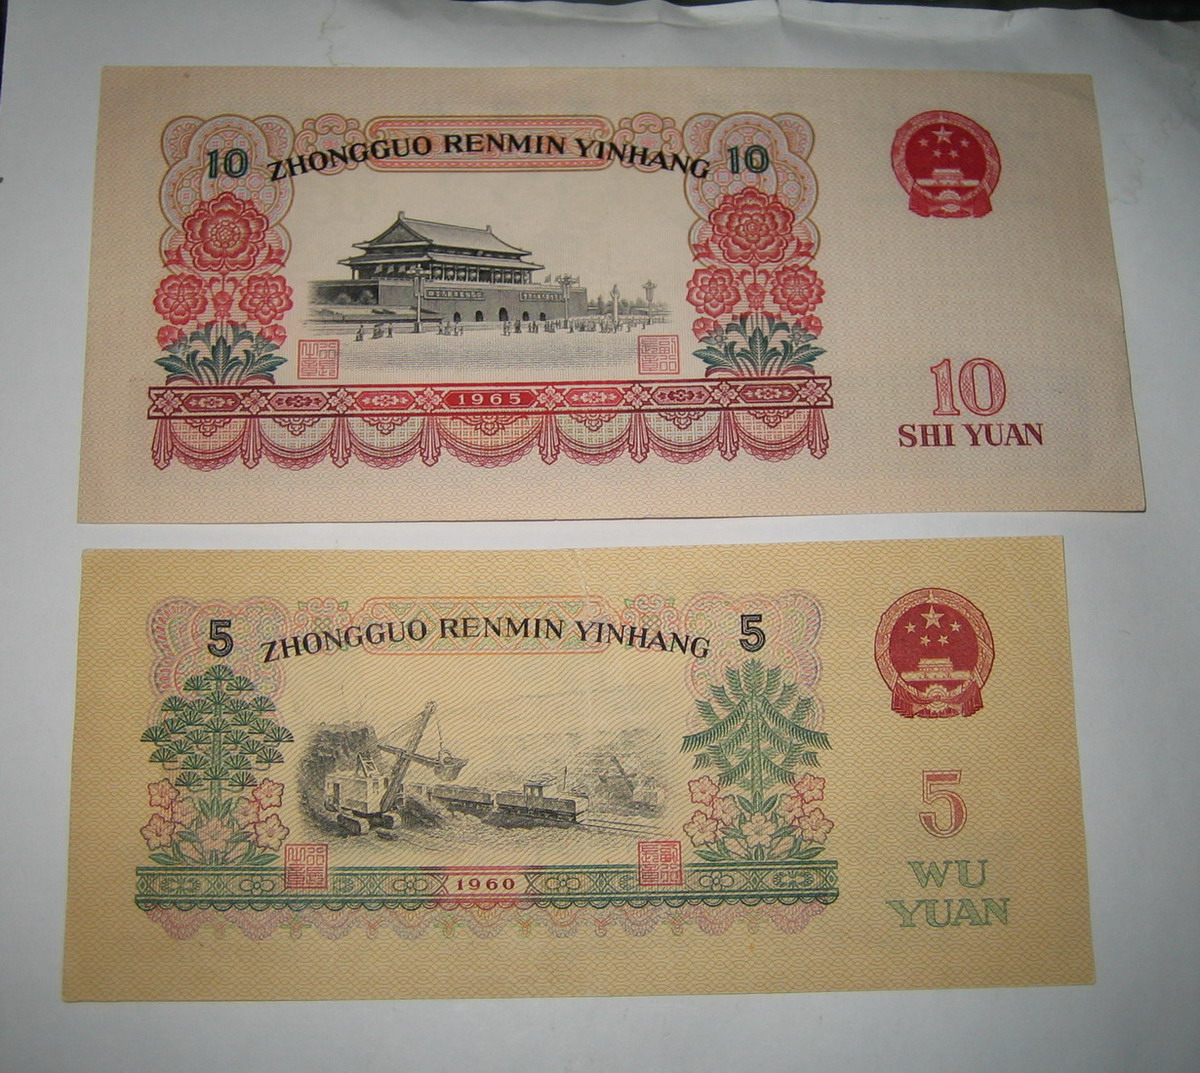 10 ZHONGGUO RENMIN YINHANG 10
1965
10
SHI YUAN
5 ZHONGGUO RENMIN YINHANG 5
1960
5
WU
YUAN